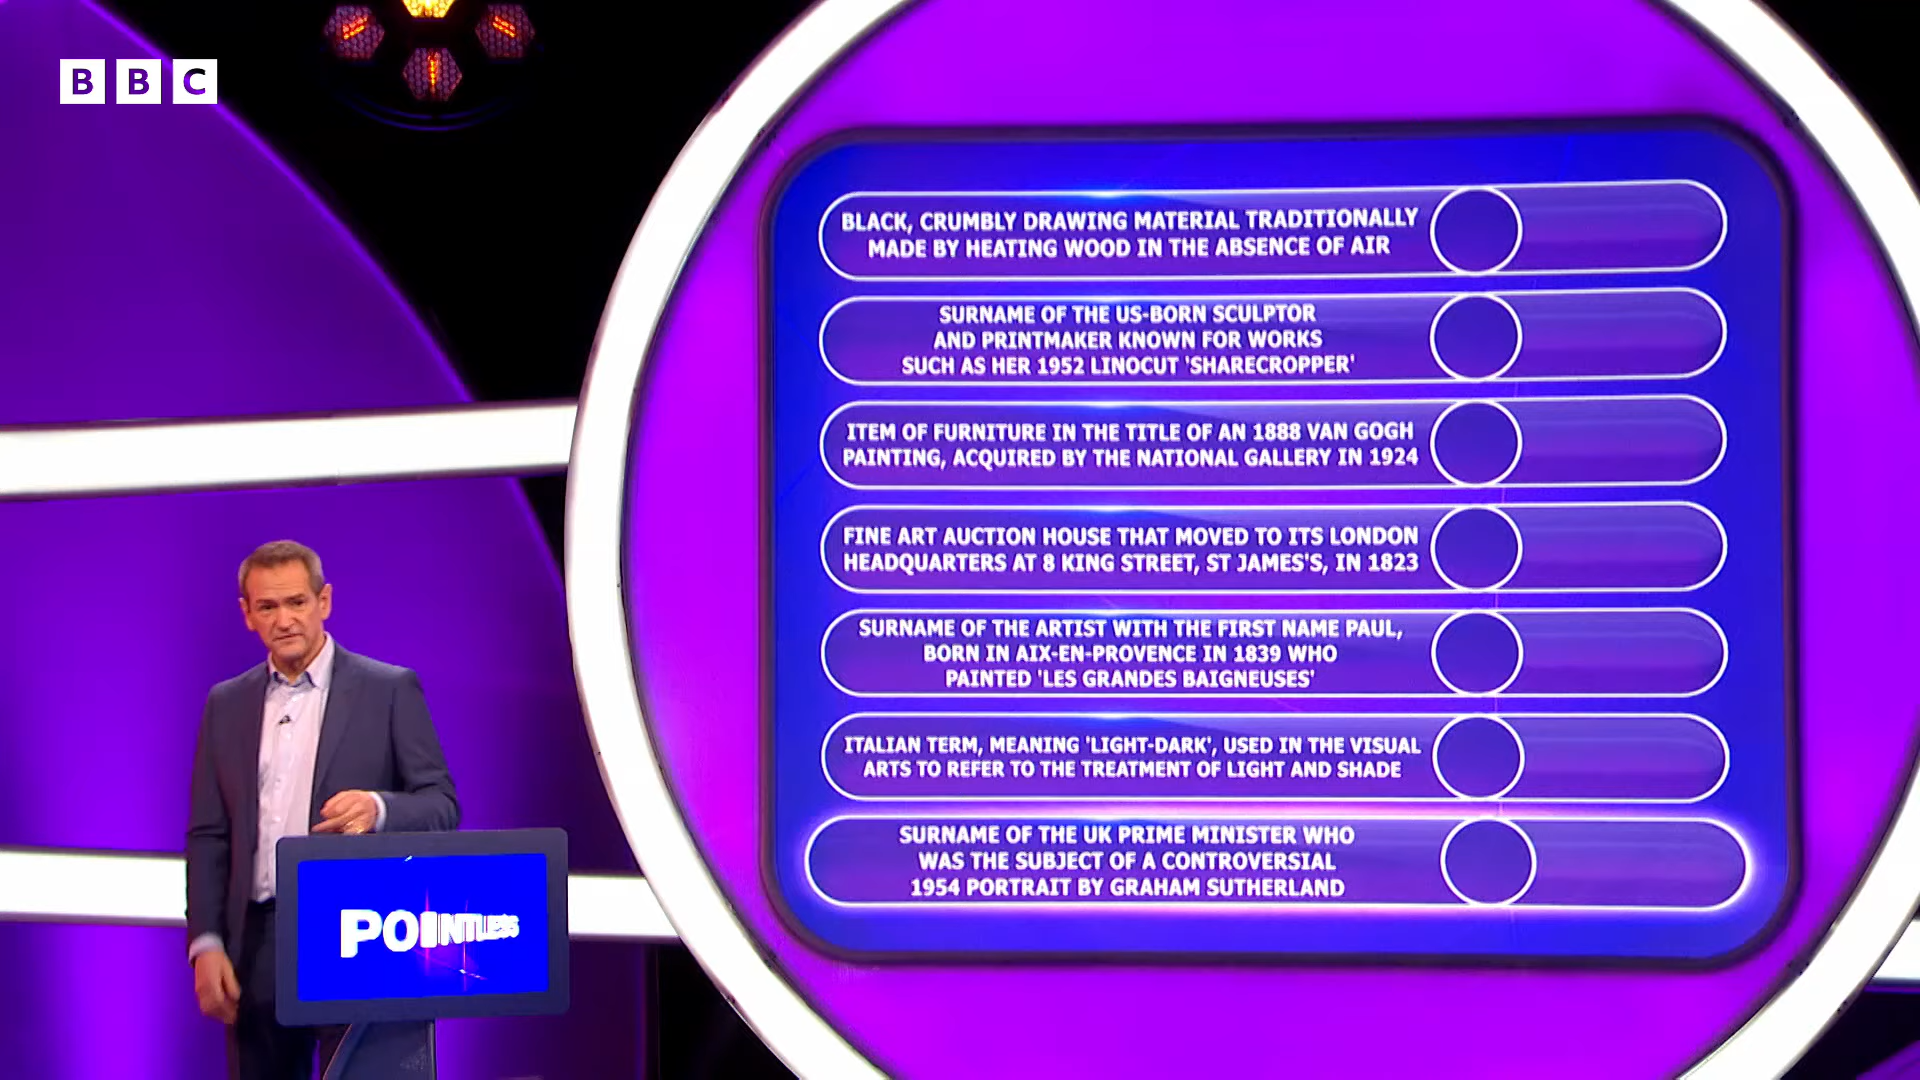 BBC
BLACK, CRUMBLY DRAWING MATERIAL TRADITIONALLY
MADE BY HEATING WOOD IN THE ABSENCE OF AIR
SURNAME OF THE US-BORN SCULPTOR
AND PRINTMAKER KNOWN FOR WORKS
SUCH AS HER 1952 LINOCUT 'SHARECROPPER'
ITEM OF FURNITURE IN THE TITLE OF AN 1888 VAN GOGH
PAINTING, ACQUIRED BY THE NATIONAL GALLERY IN 1924
FINE ART AUCTION HOUSE THAT MOVED TO ITS LONDON
HEADQUARTERS AT 8 KING STREET, ST JAMES'S, IN 1823
SURNAME OF THE ARTIST WITH THE FIRST NAME PAUL,
BORN IN AIX-EN-PROVENCE IN 1839 WHO
PAINTED 'LES GRANDES BAIGNEUSES'
ITALIAN TERM, MEANING 'LIGHT-DARK', USED IN THE VISUAL
ARTS TO REFER TO THE TREATMENT OF LIGHT AND SHADE
SURNAME OF THE UK PRIME MINISTER WHO
WAS THE SUBJECT OF A CONTROVERSIAL
1954 PORTRAIT BY GRAHAM SUTHERLAND
POINTLESS